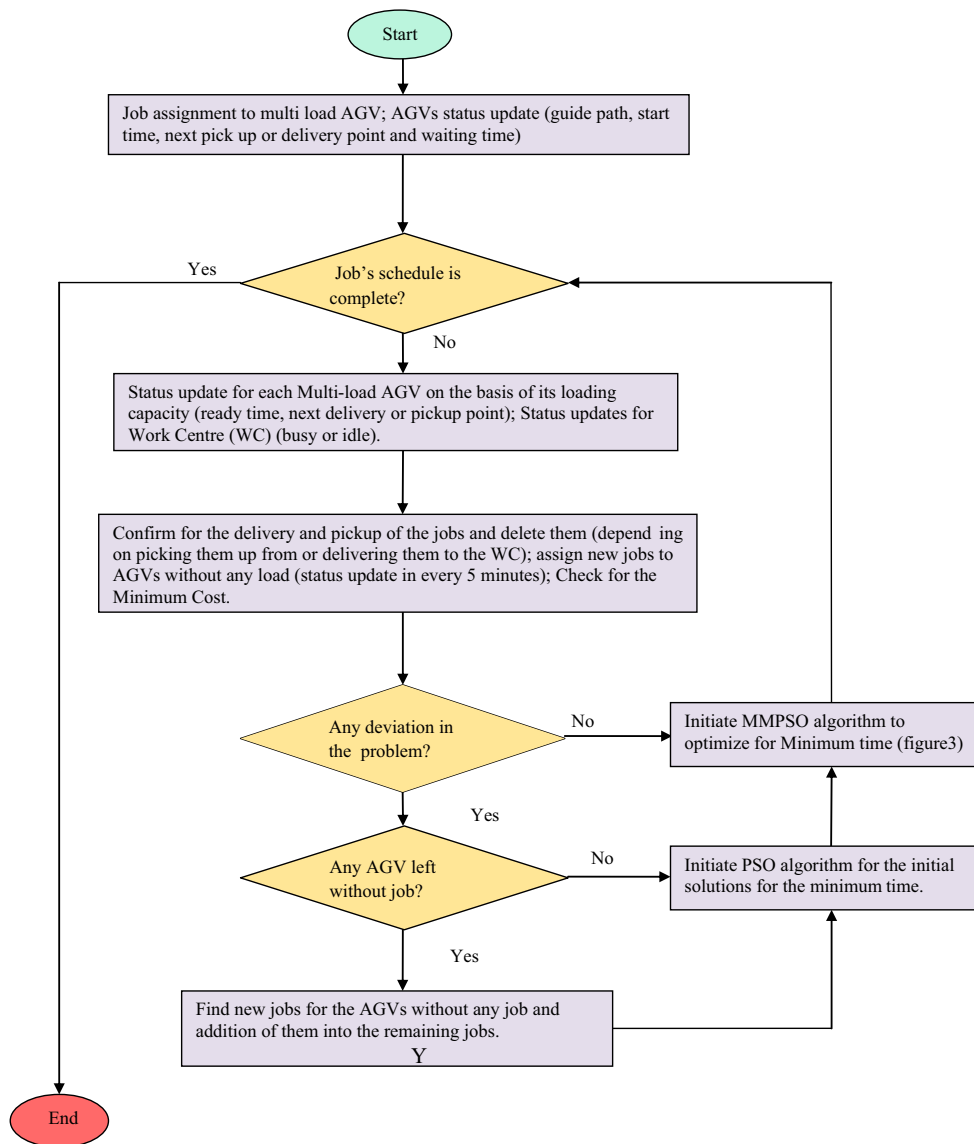 Start
Job assignment to multi load AGV; AGVs status update (guide path, start
time, next pick up or delivery point and waiting time)
Yes
Job's schedule is
complete?
No
Status update for each Multi-load AGV on the basis of its loading
capacity (ready time, next delivery or pickup point); Status updates for
Work Centre (WC) (busy or idle).
Confirm for the delivery and pickup of the jobs and delete them (depend ing
on picking them up from or delivering them to the WC); assign new jobs to
AGVs without any load (status update in every 5 minutes); Check for the
Minimum Cost.
Any deviation in
the problem?
No
Initiate MMPSO algorithm to
optimize for Minimum time (figure3)
Yes
Any AGV left
without job?
No
Initiate PSO algorithm for the initial
solutions for the minimum time.
Yes
Find new jobs for the AGVs without any job and
addition of them into the remaining jobs.
Y
End